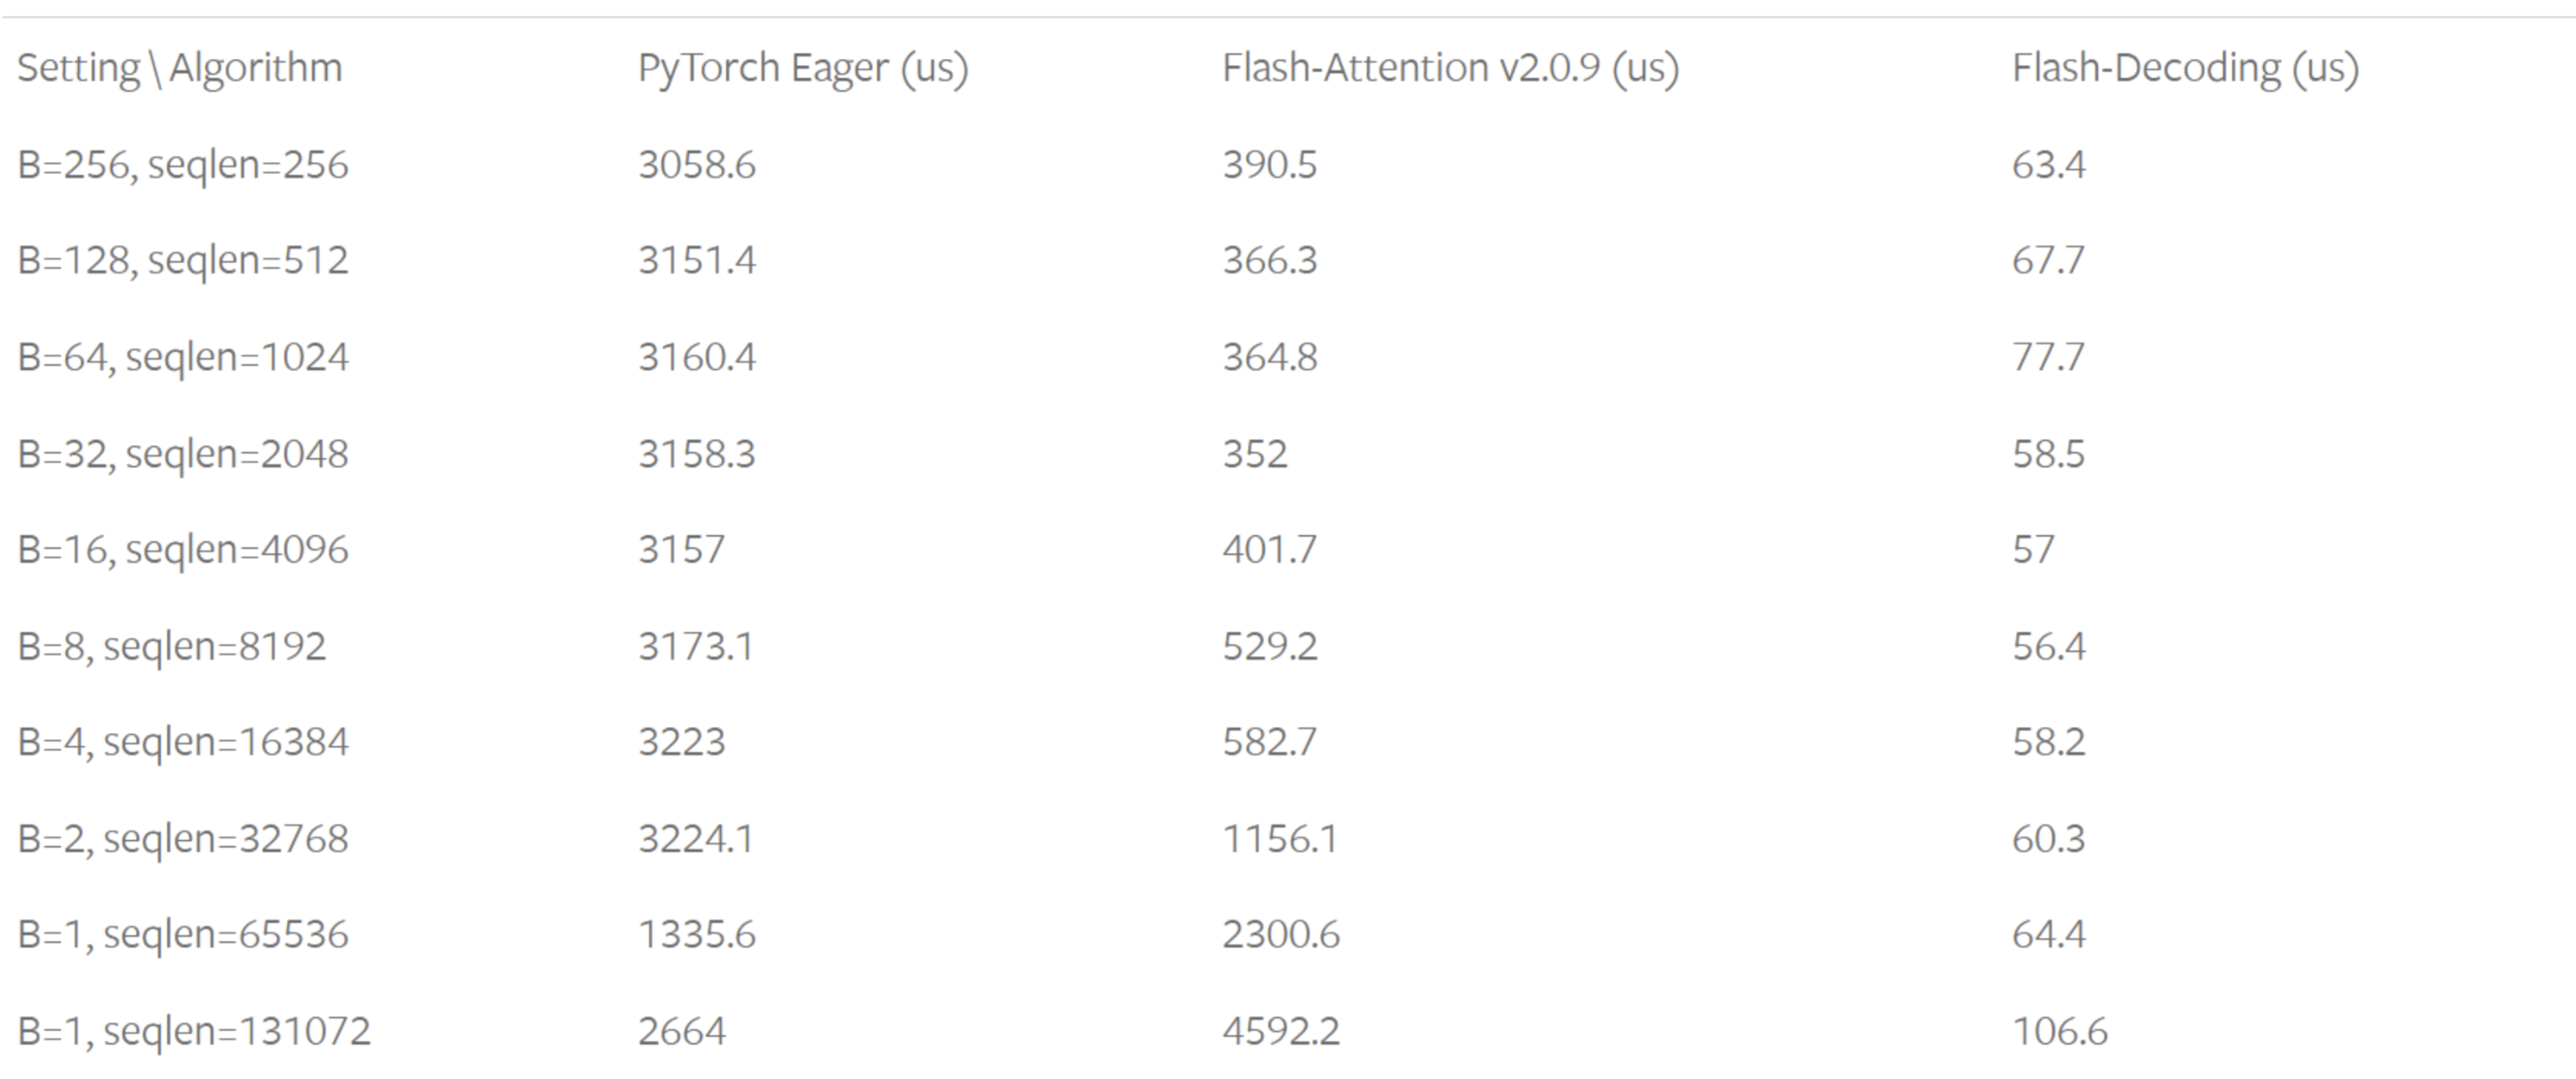 Setting \ Algorithm PyTorch Eager (us) Flash-Attention v2.0.9 (us) Flash-Decoding (us)
B=256, seqlen=256 3058.6 390.5 63.4
B=128, seqlen=512 3151.4 366.3 67.7
B=64, seqlen=1024 3160.4 364.8 77.7
B=32, seqlen=2048 3158.3 352 58.5
B=16, seqlen=4096 3157 401.7 57
B=8, seqlen=8192 3173.1 529.2 56.4
B=4, seqlen=16384 3223 582.7 58.2
B=2, seqlen=32768 3224.1 1156.1 60.3
B=1, seqlen=65536 1335.6 2300.6 64.4
B=1, seqlen=131072 2664 4592.2 106.6